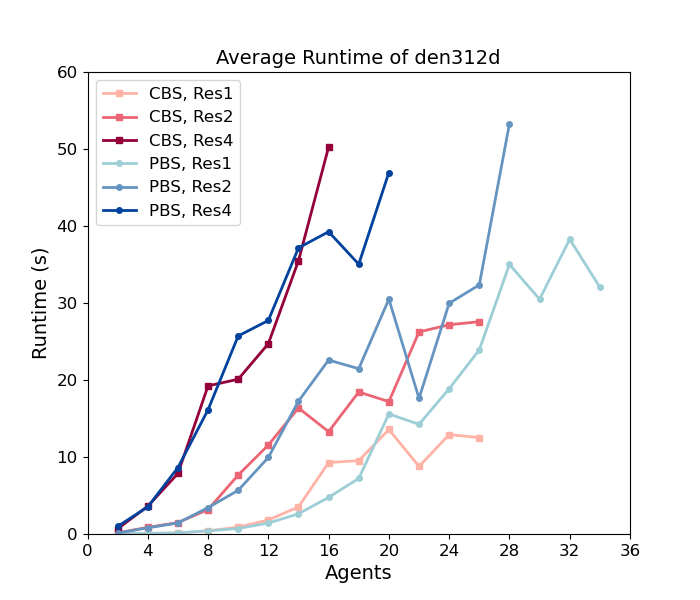 Average Runtime of den312d
CBS, Res1
CBS, Res2
CBS, Res4
PBS, Res1
PBS, Res2
PBS, Res4
60
50
40
30
20
10
0
Runtime (s)
0 4 8 12 16 20 24 28 32 36
Agents